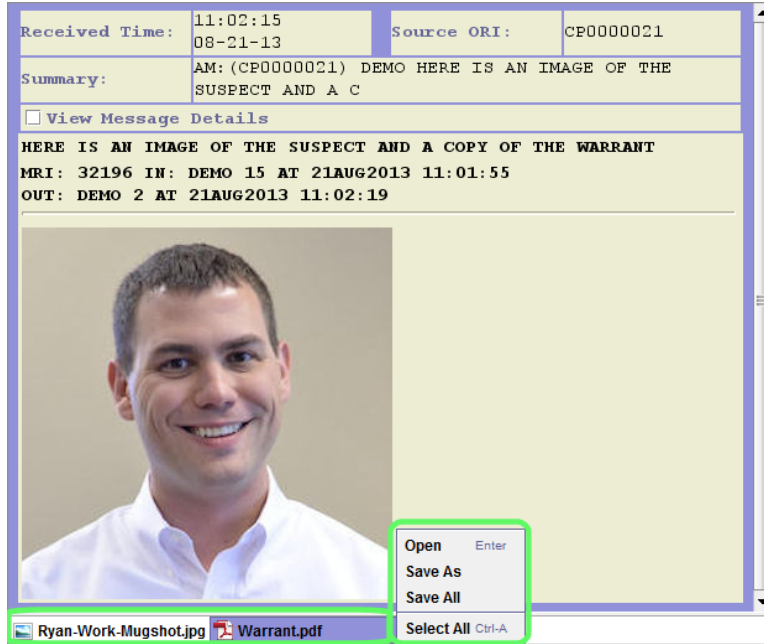 Received Time: 11:02:15 08-21-13 Source ORI: CP0000021
Summary: AM:(CP0000021) DEMO HERE IS AN IMAGE OF THE
SUSPECT AND A C
View Message Details
HERE IS AN IMAGE OF THE SUSPECT AND A COPY OF THE WARRANT
MRI: 32196 IN: DEMO 15 AT 21AUG2013 11:01:55
OUT: DEMO 2 AT 21AUG2013 11:02:19
Open Enter
Save As
Save All
Select All Ctrl-A
Ryan-Work-Mugshot.jpg Warrant.pdf